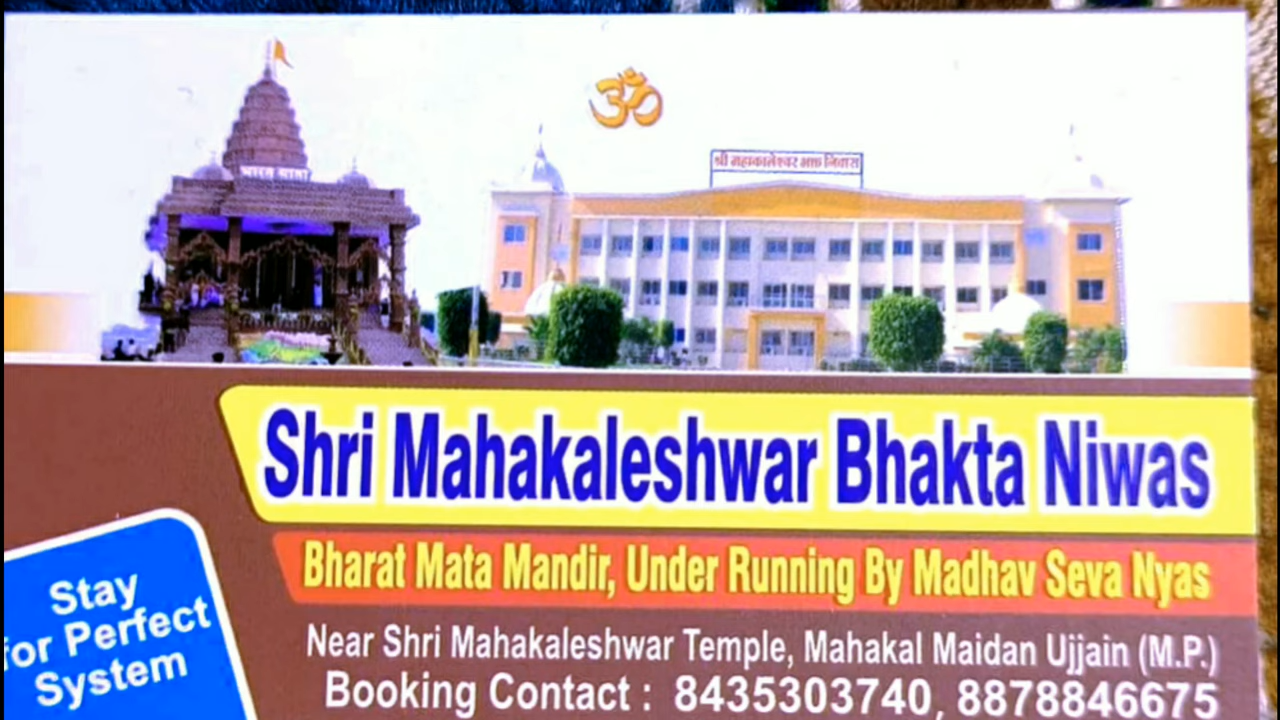 ॐ
भारत माता
श्री महाकालेश्वर भक्त निवास
Shri Mahakaleshwar Bhakta Niwas
Bharat Mata Mandir, Under Running By Madhav Seva Nyas
Near Shri Mahakaleshwar Temple, Mahakal Maidan Ujjain (M.P.)
Booking Contact : 8435303740, 8878846675
Stay
for Perfect
System